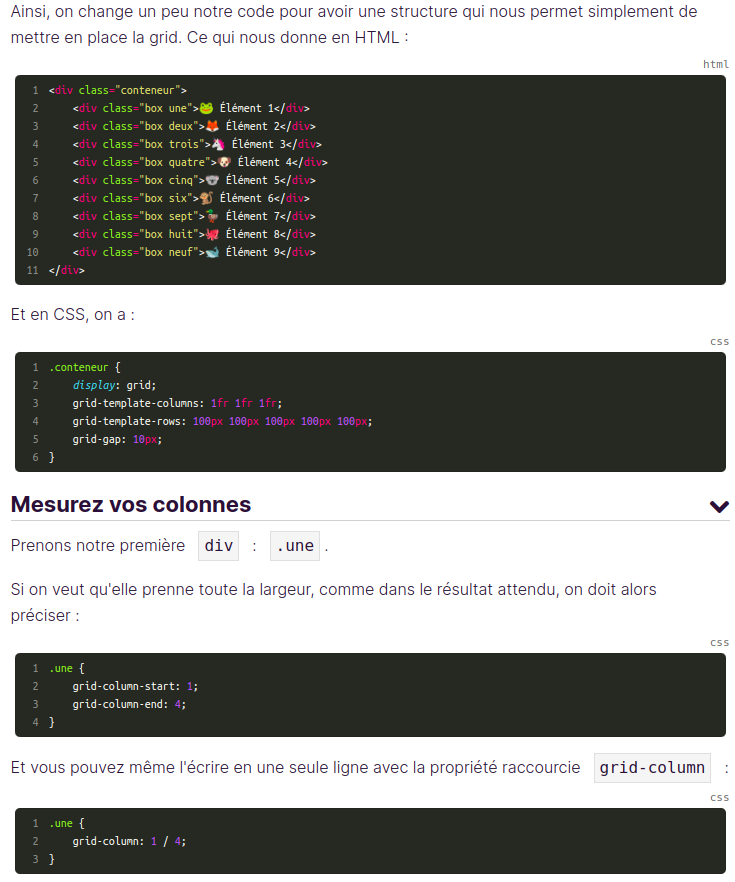 Ainsi, on change un peu notre code pour avoir une structure qui nous permet simplement de
mettre en place la grid. Ce qui nous donne en HTML :
html
1 <div class="conteneur">
2     <div class="box une">🐸 Élément 1</div>
3     <div class="box deux">🦊 Élément 2</div>
4     <div class="box trois">🦄 Élément 3</div>
5     <div class="box quatre">🐶 Élément 4</div>
6     <div class="box cinq">🐨 Élément 5</div>
7     <div class="box six">🐒 Élément 6</div>
8     <div class="box sept">🦆 Élément 7</div>
9     <div class="box huit">🐙 Élément 8</div>
10     <div class="box neuf">🐋 Élément 9</div>
11 </div>
Et en CSS, on a :
css
1 .conteneur {
2     display: grid;
3     grid-template-columns: 1fr 1fr 1fr;
4     grid-template-rows: 100px 100px 100px 100px 100px;
5     grid-gap: 10px;
6 }
Mesurez vos colonnes
Prenons notre première div : .une .
Si on veut qu'elle prenne toute la largeur, comme dans le résultat attendu, on doit alors
préciser :
css
1 .une {
2     grid-column-start: 1;
3     grid-column-end: 4;
4 }
Et vous pouvez même l'écrire en une seule ligne avec la propriété raccourcie grid-column :
css
1 .une {
2     grid-column: 1 / 4;
3 }